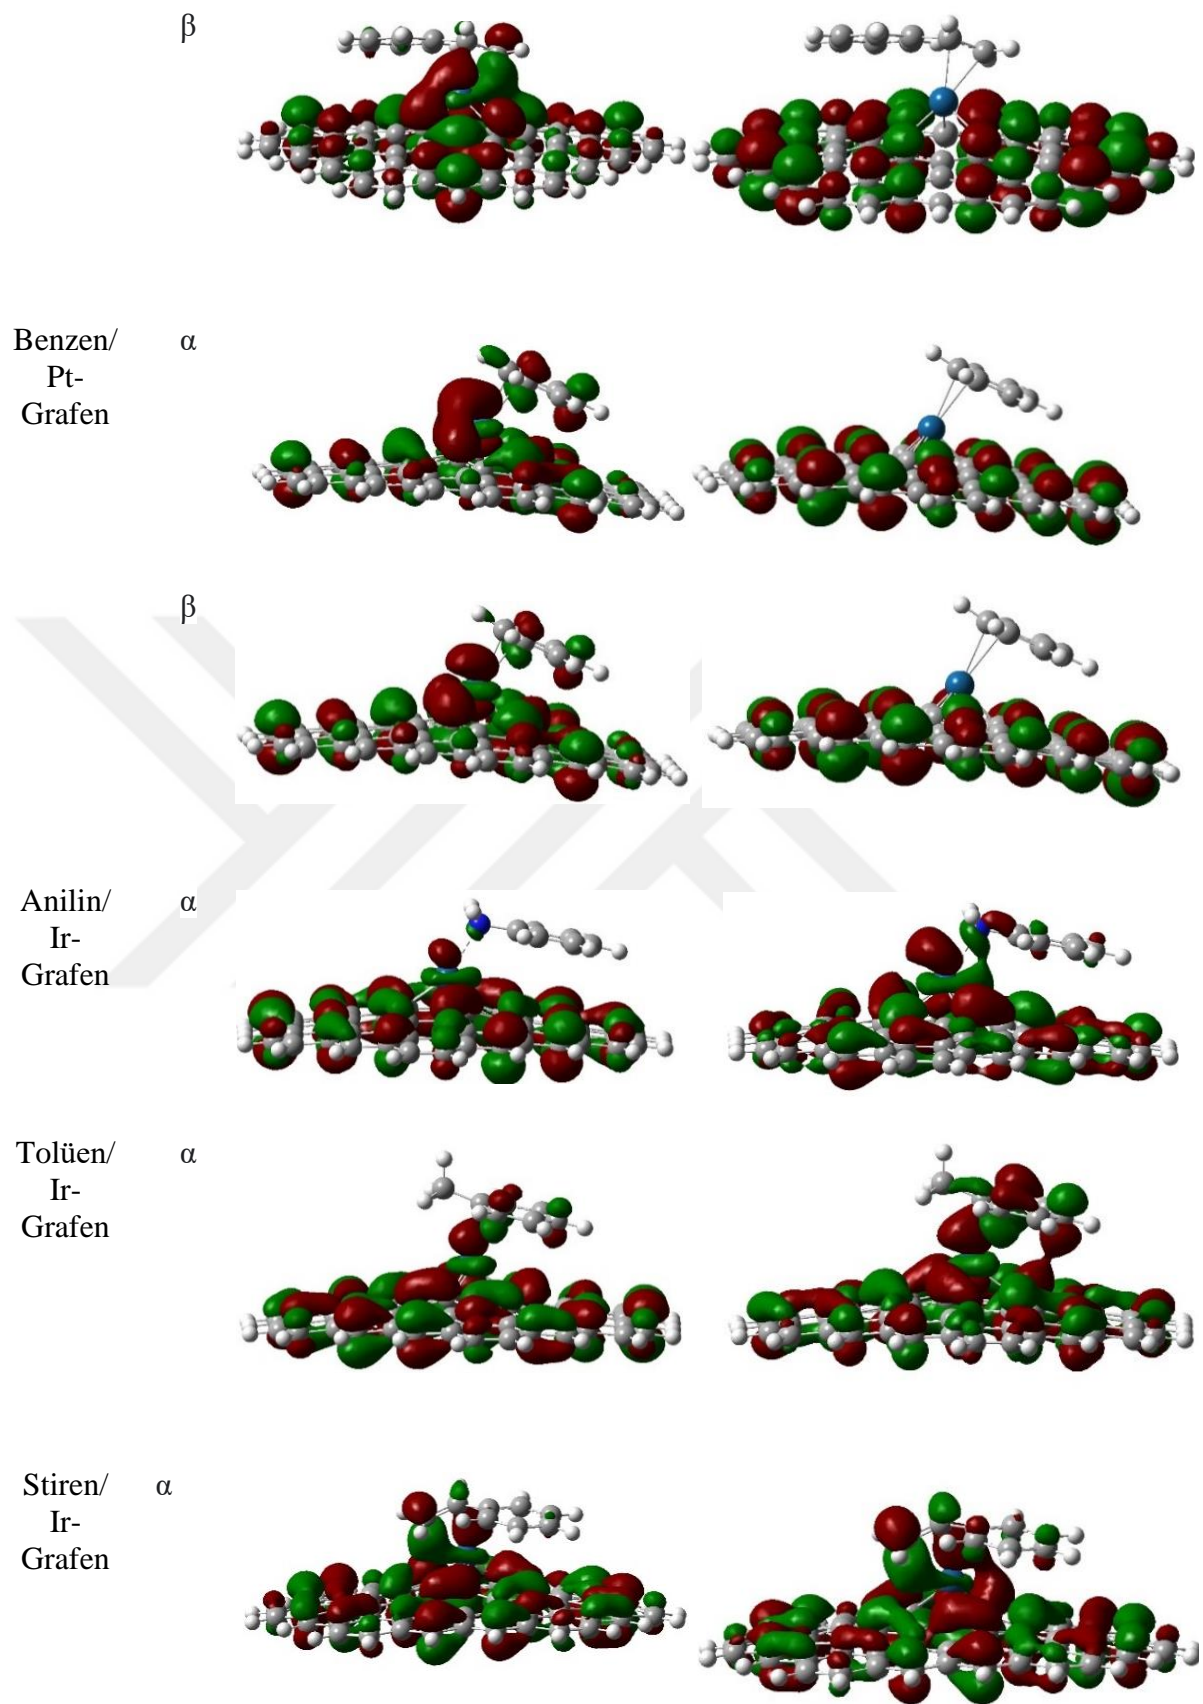 β
Benzen/ α
Pt-
Grafen
β
Anilin/ α
Ir-
Grafen
Tolüen/ α
Ir-
Grafen
Stiren/ α
Ir-
Grafen